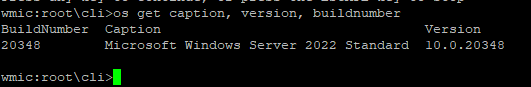 wmic:root\cli>os get caption, version, buildnumber
BuildNumber  Caption                                 Version
20348        Microsoft Windows Server 2022 Standard  10.0.20348
wmic:root\cli>